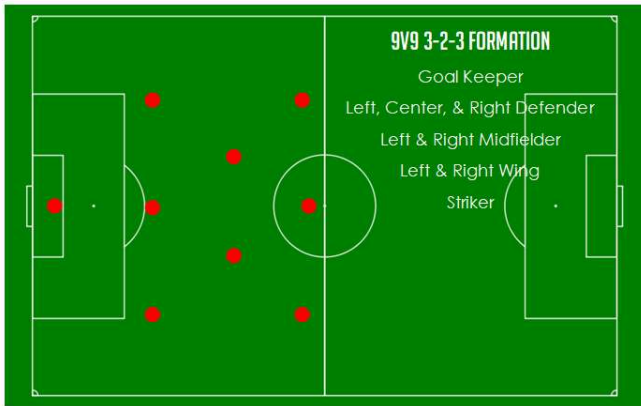 9V9 3-2-3 FORMATION
Goal Keeper
Left, Center, & Right Defender
Left & Right Midfielder
Left & Right Wing
Striker